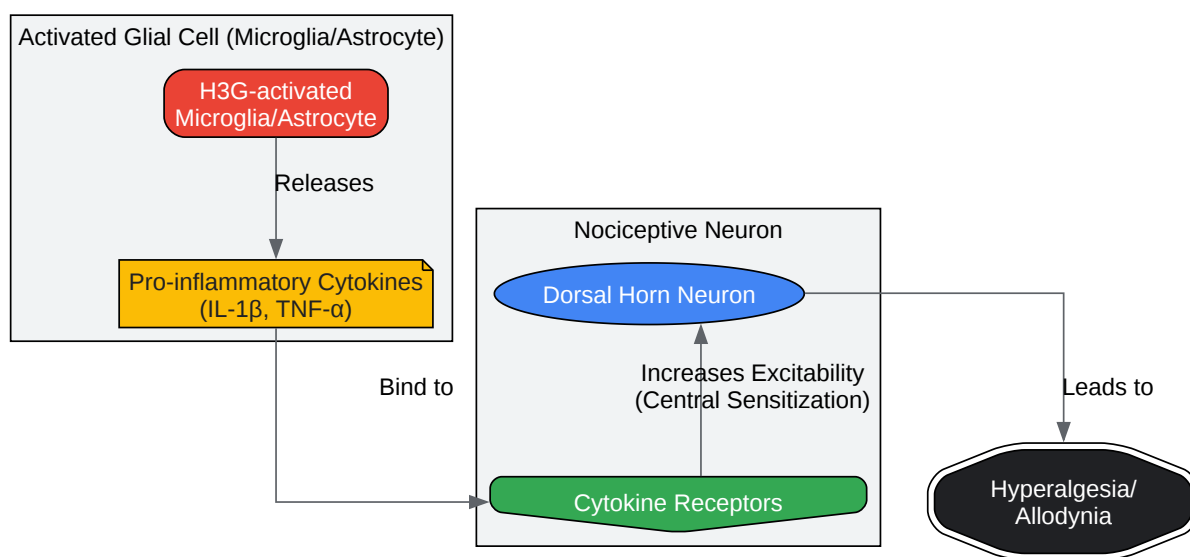 Activated Glial Cell (Microglia/Astrocyte)
H3G-activated
Microglia/Astrocyte
Releases
Pro-inflammatory Cytokines
(IL-1β, TNF-α)
Bind to
Nociceptive Neuron
Dorsal Horn Neuron
Increases Excitability
(Central Sensitization)
Cytokine Receptors
Leads to
Hyperalgesia/
Allodynia